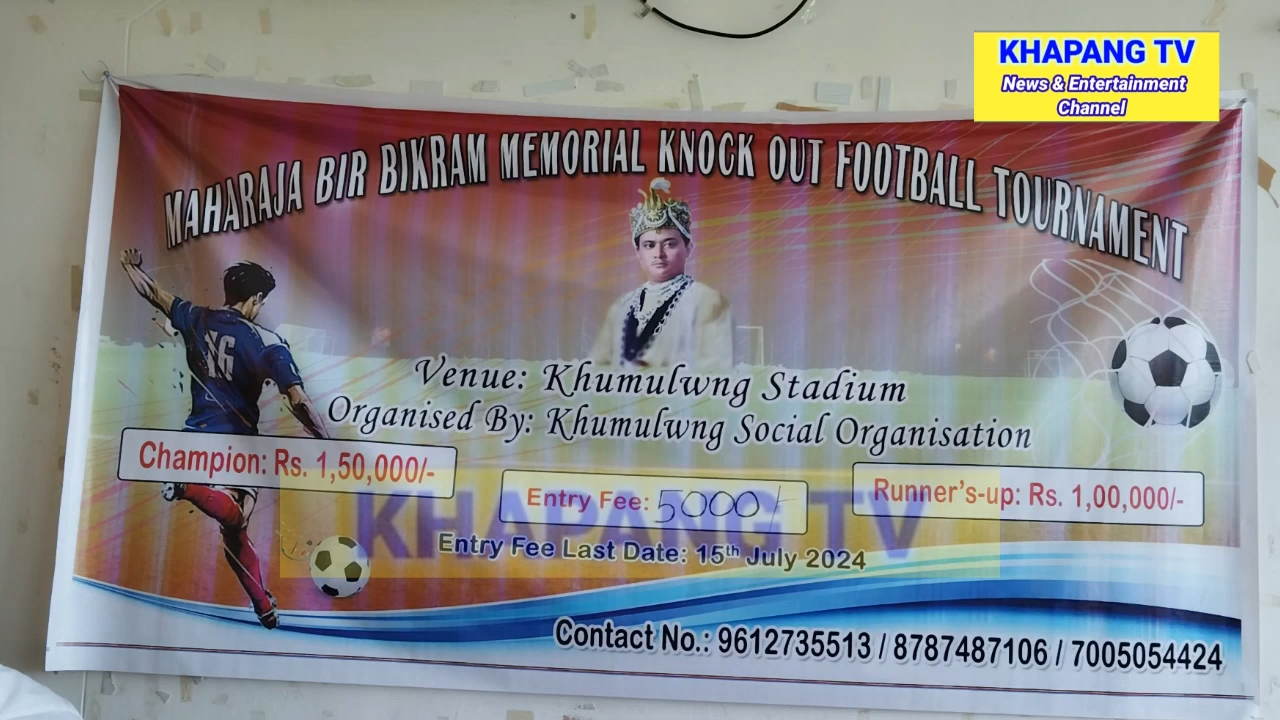 KHAPANG TV
News & Entertainment
Channel
MAHARAJA BIR BIKRAM MEMORIAL KNOCK OUT FOOTBALL TOURNAMENT
16
Venue: Khumulwng Stadium
Organised By: Khumulwng Social Organisation
Champion: Rs. 1,50,000/-
Entry Fee: 5000/-
Runner's-up: Rs. 1,00,000/-
KHAPANG TV
Entry Fee Last Date: 15th July 2024
Contact No.: 9612735513 / 8787487106 / 7005054424